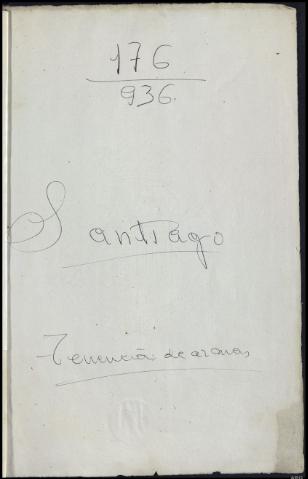 176
936.
Santiago
Tenencia de armas